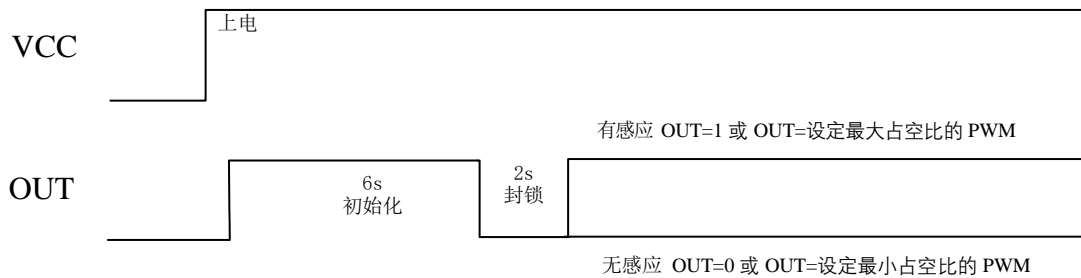 上电
VCC
有感应 OUT=1 或 OUT=设定最大占空比的 PWM
OUT
6s
初始化
2s
封锁
无感应 OUT=0 或 OUT=设定最小占空比的 PWM